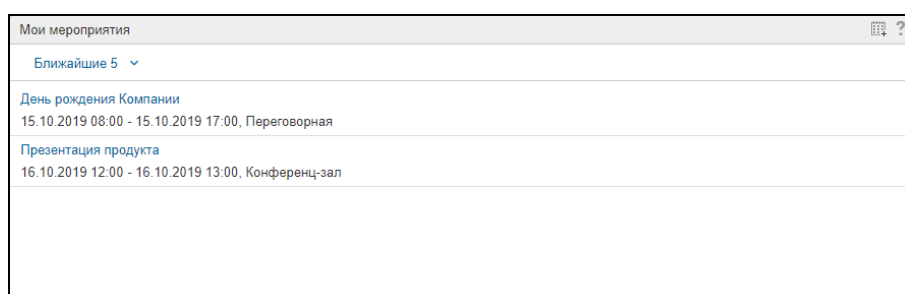 Мои мероприятия ?
Ближайшие 5
День рождения Компании
15.10.2019 08:00 - 15.10.2019 17:00, Переговорная
Презентация продукта
16.10.2019 12:00 - 16.10.2019 13:00, Конференц-зал